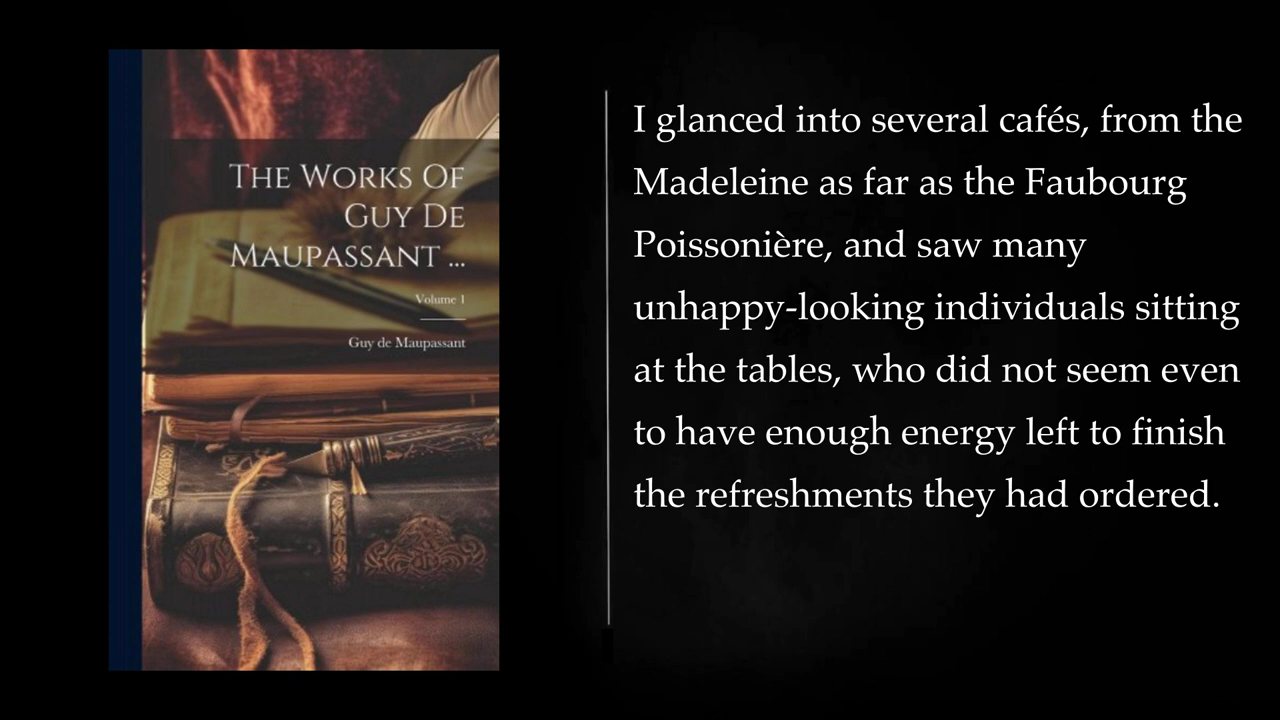 THE WORKS OF
GUY DE
MAUPASSANT ...
Volume 1
Guy de Maupassant
I glanced into several cafés, from the
Madeleine as far as the Faubourg
Poissonière, and saw many
unhappy-looking individuals sitting
at the tables, who did not seem even
to have enough energy left to finish
the refreshments they had ordered.